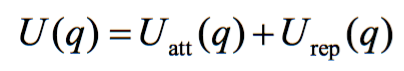 U(q) = U_att(q) + U_rep(q)